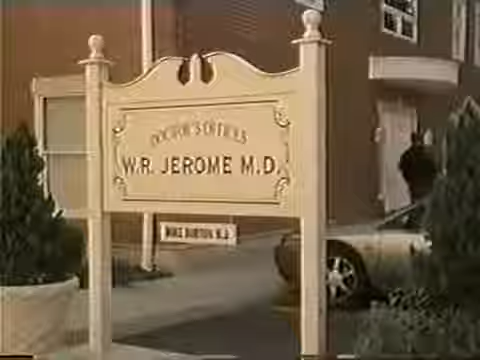 DOCTOR'S OFFICES
W.R. JEROME M.D.
MIKE BURTON M.D.